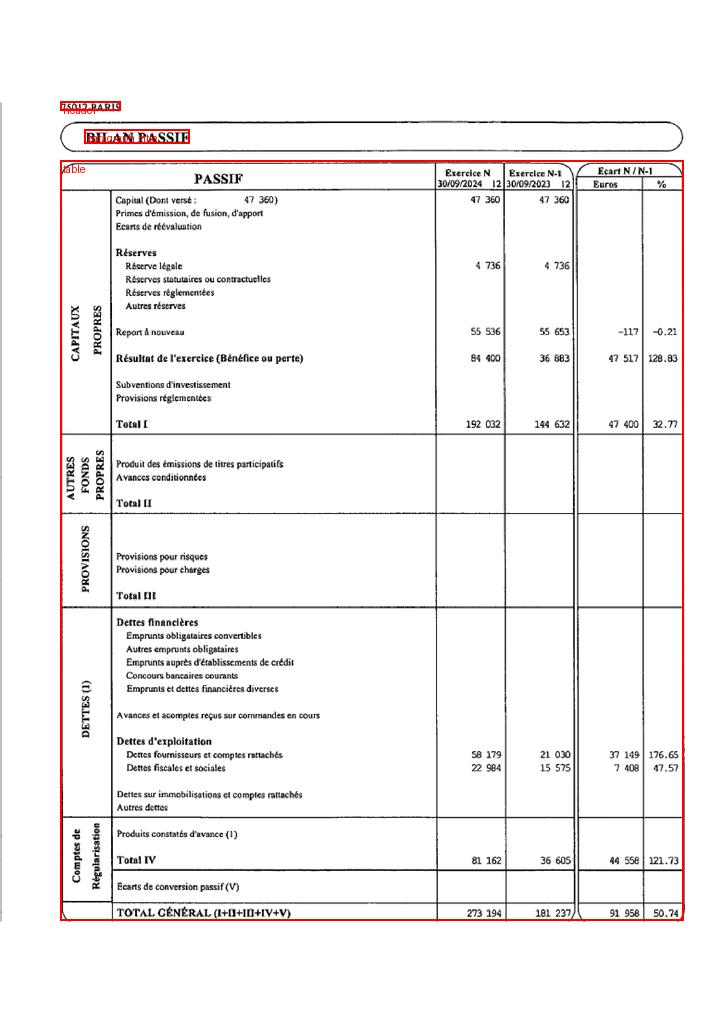 75012 PARIS
header
BILAN PASSIF
table
PASSIF
Exercice N Exercice N-1 Ecart N / N-1
30/09/2024 12 30/09/2023 12 Euros %
CAPITAUX PROPRES
Capital (Dont versé : 47 360) 47 360 47 360
Primes d'émission, de fusion, d'apport
Ecarts de réévaluation
Réserves
Réserve légale 4 736 4 736
Réserves statutaires ou contractuelles
Réserves réglementées
Autres réserves
Report à nouveau 55 536 55 653 -117 -0.21
Résultat de l'exercice (Bénéfice ou perte) 84 400 36 883 47 517 128.83
Subventions d'investissement
Provisions réglementées
Total I 192 032 144 632 47 400 32.77
AUTRES FONDS PROPRES
Produit des émissions de titres participatifs
Avances conditionnées
Total II
PROVISIONS
Provisions pour risques
Provisions pour charges
Total III
DETTES (1)
Dettes financières
Emprunts obligataires convertibles
Autres emprunts obligataires
Emprunts auprès d'établissements de crédit
Concours bancaires courants
Emprunts et dettes financières diverses
Avances et acomptes reçus sur commandes en cours
Dettes d'exploitation
Dettes fournisseurs et comptes rattachés 58 179 21 030 37 149 176.65
Dettes fiscales et sociales 22 984 15 575 7 408 47.57
Dettes sur immobilisations et comptes rattachés
Autres dettes
Comptes de Régularisation
Produits constatés d'avance (1)
Total IV 81 162 36 605 44 558 121.73
Ecarts de conversion passif (V)
TOTAL GÉNÉRAL (I+II+III+IV+V) 273 194 181 237 91 958 50.74